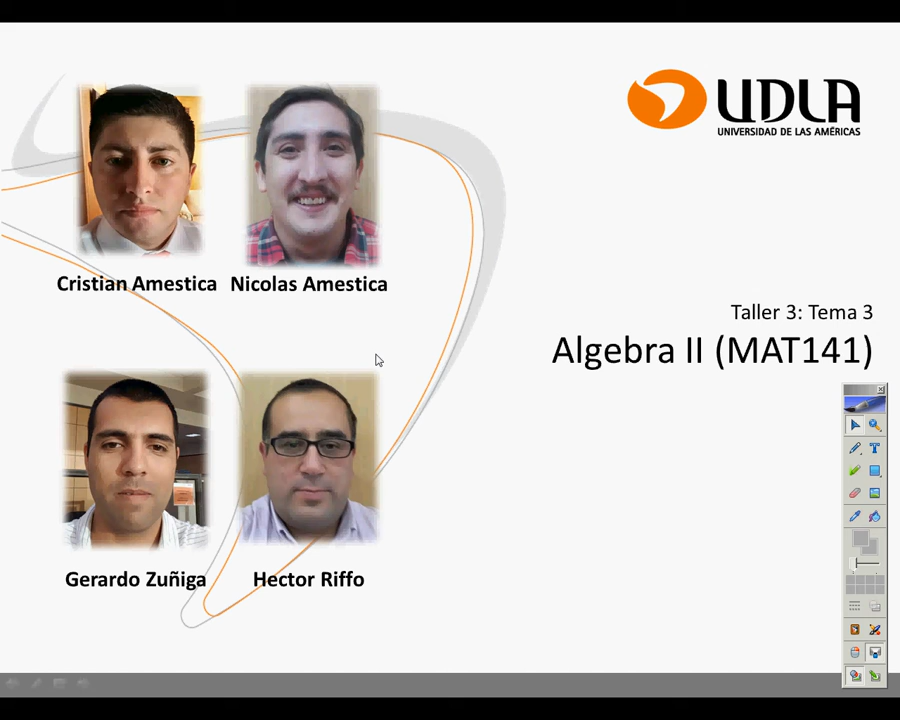 UDLA
UNIVERSIDAD DE LAS AMÉRICAS
Cristian Amestica
Nicolas Amestica
Taller 3: Tema 3
Algebra II (MAT141)
Gerardo Zuñiga
Hector Riffo
T